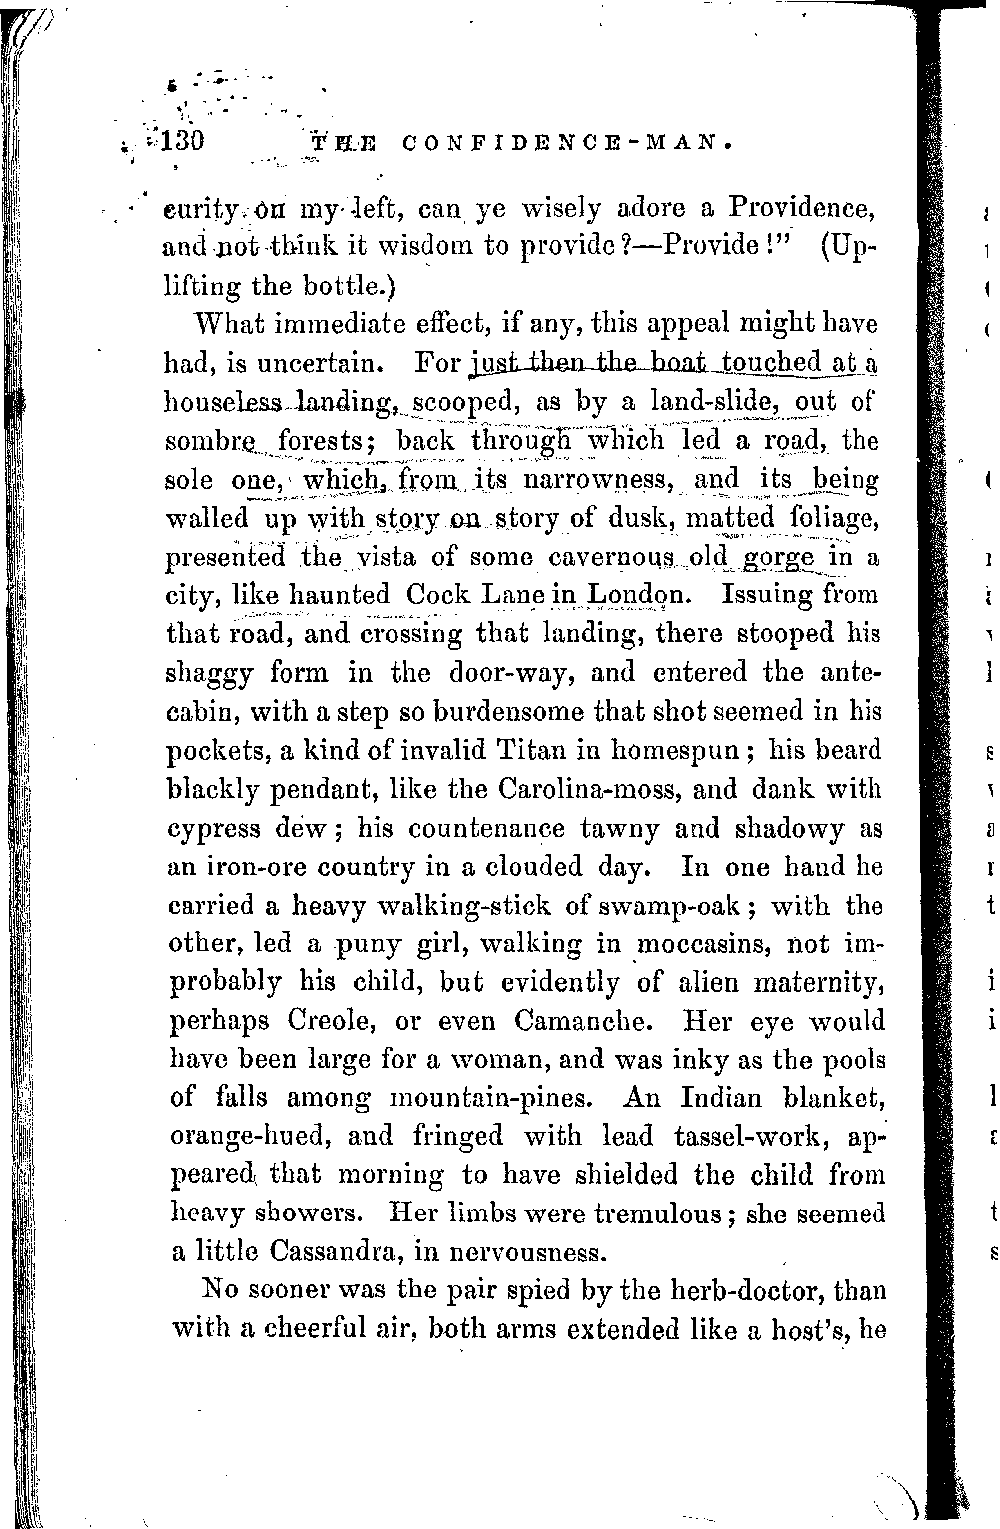 130 THE CONFIDENCE-MAN.
curity on my left, can ye wisely adore a Providence,
and not think it wisdom to provide?—Provide!" (Up-
lifting the bottle.)
What immediate effect, if any, this appeal might have
had, is uncertain. For just then the boat touched at a
houseless landing, scooped, as by a land-slide, out of
sombre forests; back through which led a road, the
sole one, which, from its narrowness, and its being
walled up with story on story of dusk, matted foliage,
presented the vista of some cavernous old gorge in a
city, like haunted Cock Lane in London. Issuing from
that road, and crossing that landing, there stooped his
shaggy form in the door-way, and entered the ante-
cabin, with a step so burdensome that shot seemed in his
pockets, a kind of invalid Titan in homespun; his beard
blackly pendant, like the Carolina-moss, and dank with
cypress dew; his countenance tawny and shadowy as
an iron-ore country in a clouded day. In one hand he
carried a heavy walking-stick of swamp-oak; with the
other, led a puny girl, walking in moccasins, not im-
probably his child, but evidently of alien maternity,
perhaps Creole, or even Camanche. Her eye would
have been large for a woman, and was inky as the pools
of falls among mountain-pines. An Indian blanket,
orange-hued, and fringed with lead tassel-work, ap-
peared that morning to have shielded the child from
heavy showers. Her limbs were tremulous; she seemed
a little Cassandra, in nervousness.
No sooner was the pair spied by the herb-doctor, than
with a cheerful air, both arms extended like a host's, he